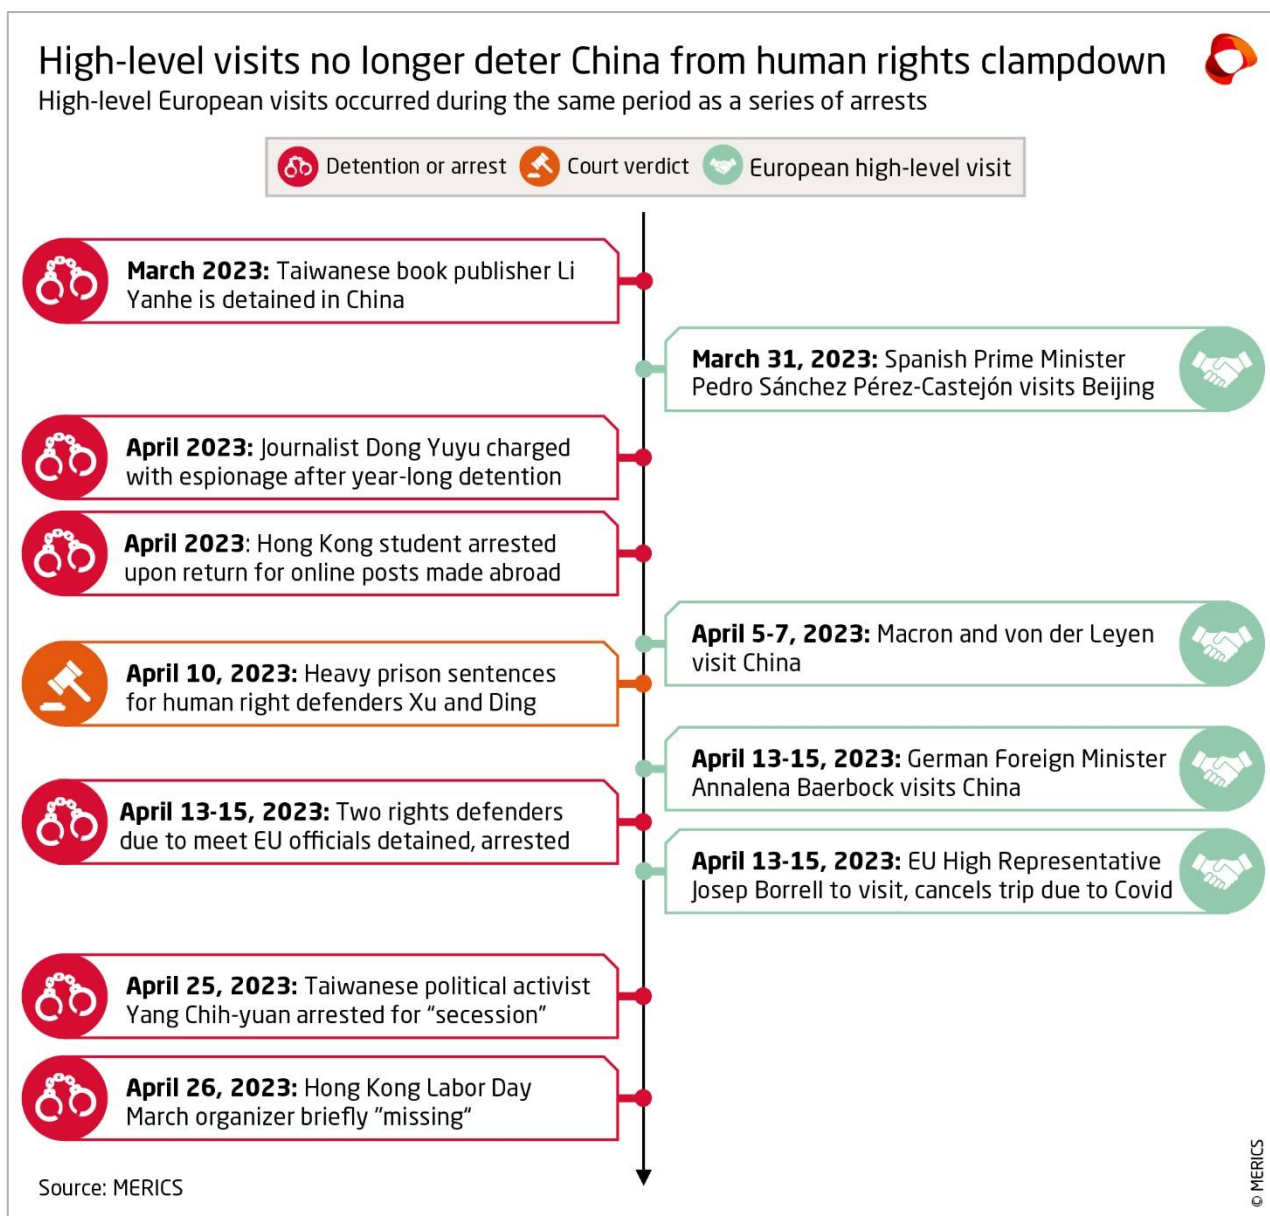 High-level visits no longer deter China from human rights clampdown
High-level European visits occurred during the same period as a series of arrests
Detention or arrest
Court verdict
European high-level visit
March 2023: Taiwanese book publisher Li
Yanhe is detained in China
March 31, 2023: Spanish Prime Minister
Pedro Sánchez Pérez-Castejón visits Beijing
April 2023: Journalist Dong Yuyu charged
with espionage after year-long detention
April 2023: Hong Kong student arrested
upon return for online posts made abroad
April 5-7, 2023: Macron and von der Leyen
visit China
April 10, 2023: Heavy prison sentences
for human right defenders Xu and Ding
April 13-15, 2023: German Foreign Minister
Annalena Baerbock visits China
April 13-15, 2023: Two rights defenders
due to meet EU officials detained, arrested
April 13-15, 2023: EU High Representative
Josep Borrell to visit, cancels trip due to Covid
April 25, 2023: Taiwanese political activist
Yang Chih-yuan arrested for “secession”
April 26, 2023: Hong Kong Labor Day
March organizer briefly ”missing“
Source: MERICS
© MERICS